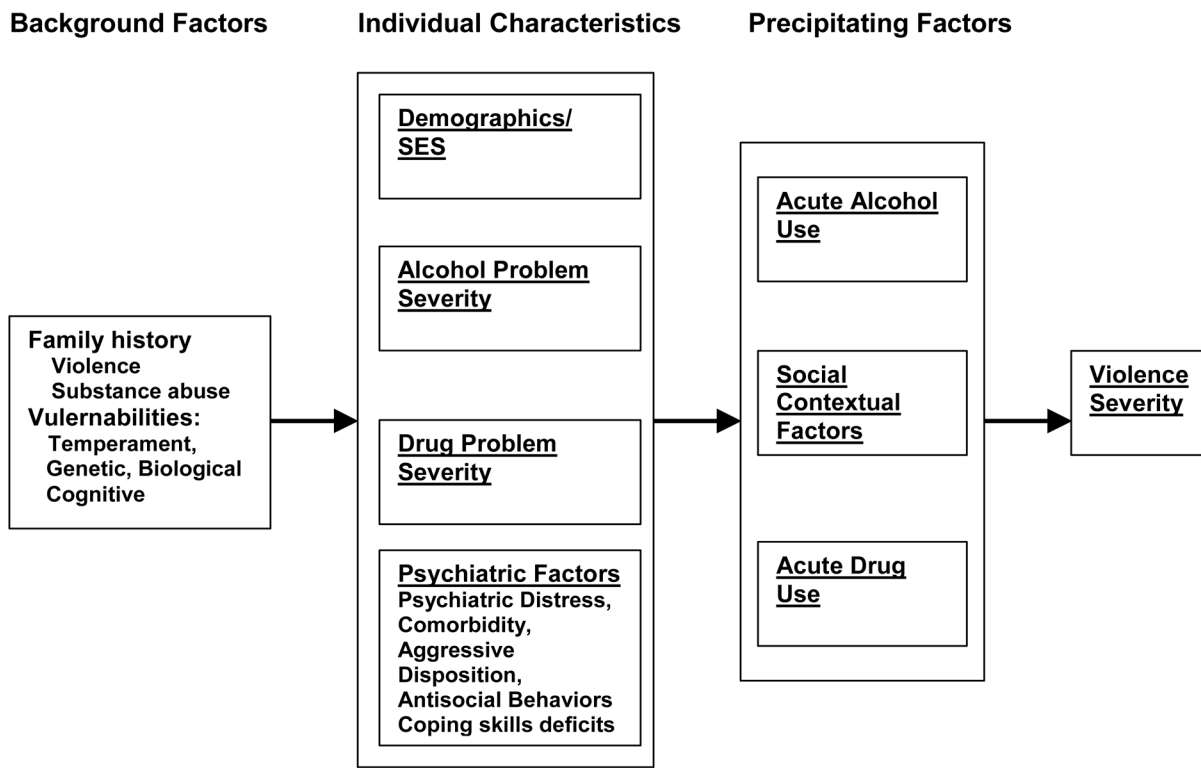 Background Factors
Individual Characteristics
Precipitating Factors
Family history
Violence
Substance abuse
Vulernabilities:
Temperament,
Genetic, Biological
Cognitive
Demographics/
SES
Alcohol Problem
Severity
Drug Problem
Severity
Psychiatric Factors
Psychiatric Distress,
Comorbidity,
Aggressive
Disposition,
Antisocial Behaviors
Coping skills deficits
Acute Alcohol
Use
Social
Contextual
Factors
Acute Drug
Use
Violence
Severity